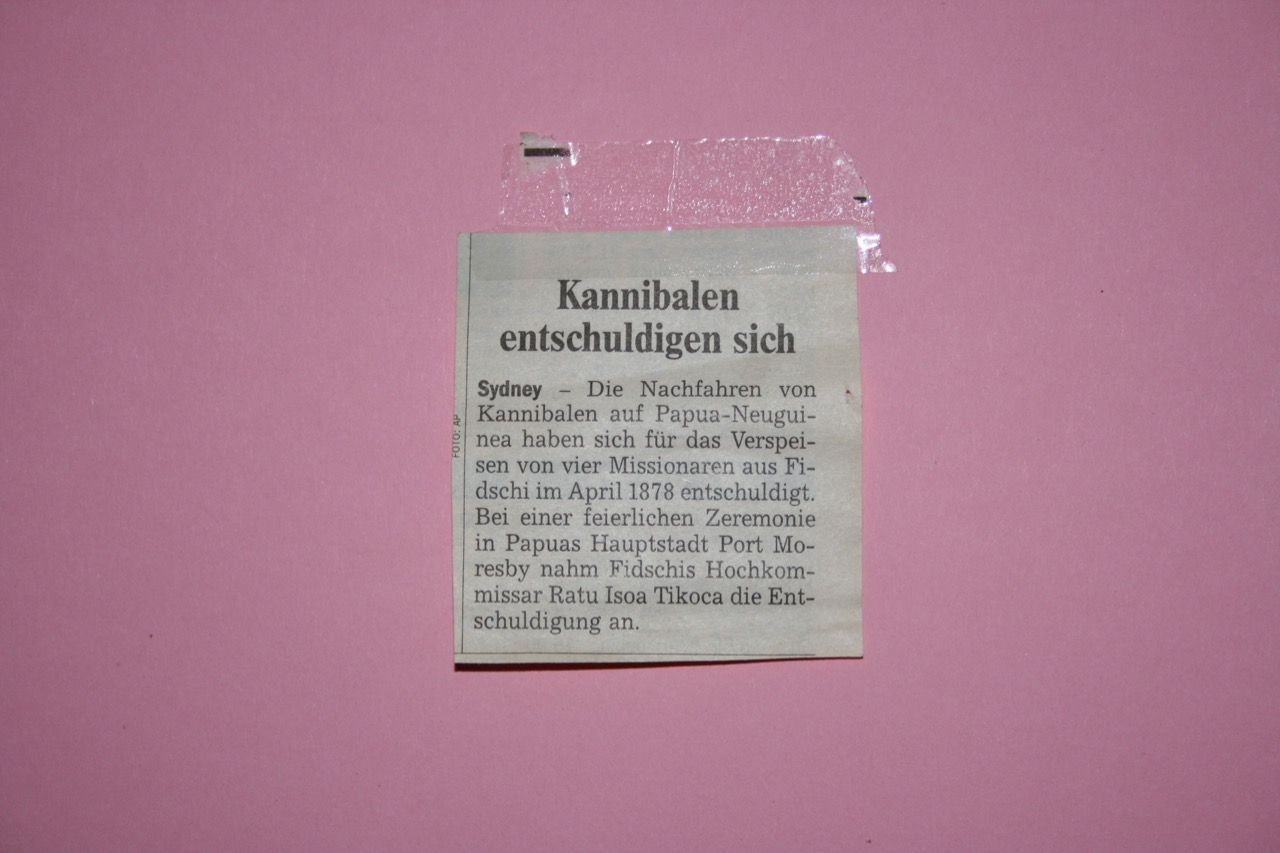 Kannibalen
entschuldigen sich
Sydney – Die Nachfahren von
Kannibalen auf Papua-Neugui-
nea haben sich für das Verspei-
sen von vier Missionaren aus Fi-
dschi im April 1878 entschuldigt.
Bei einer feierlichen Zeremonie
in Papuas Hauptstadt Port Mo-
resby nahm Fidschis Hochkom-
missar Ratu Isoa Tikoca die Ent-
schuldigung an.
FOTO: AP